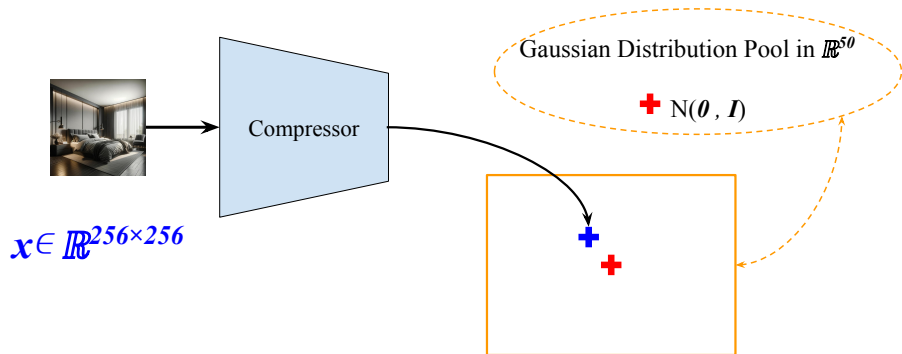 Gaussian Distribution Pool in ℝ^50
N(0 , I)
Compressor
x∈ ℝ^256×256